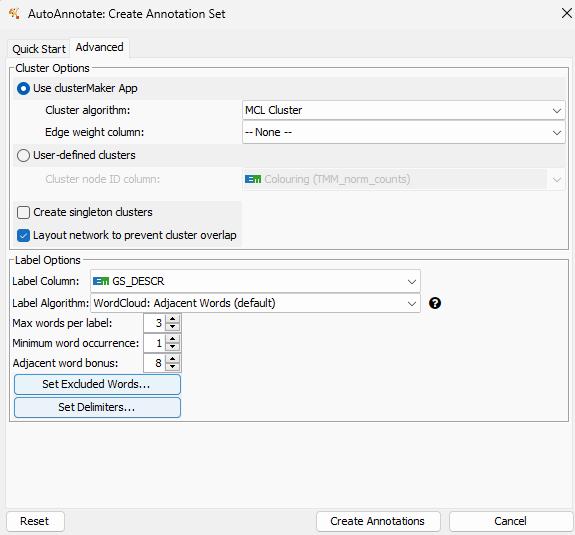 AutoAnnotate: Create Annotation Set
Quick Start Advanced
Cluster Options
Use clusterMaker App
Cluster algorithm: MCL Cluster
Edge weight column: -- None --
User-defined clusters
Cluster node ID column: EM Colouring (TMM_norm_counts)
Create singleton clusters
Layout network to prevent cluster overlap
Label Options
Label Column: EM GS_DESCR
Label Algorithm: WordCloud: Adjacent Words (default) ?
Max words per label: 3
Minimum word occurrence: 1
Adjacent word bonus: 8
Set Excluded Words...
Set Delimiters...
Reset Create Annotations Cancel